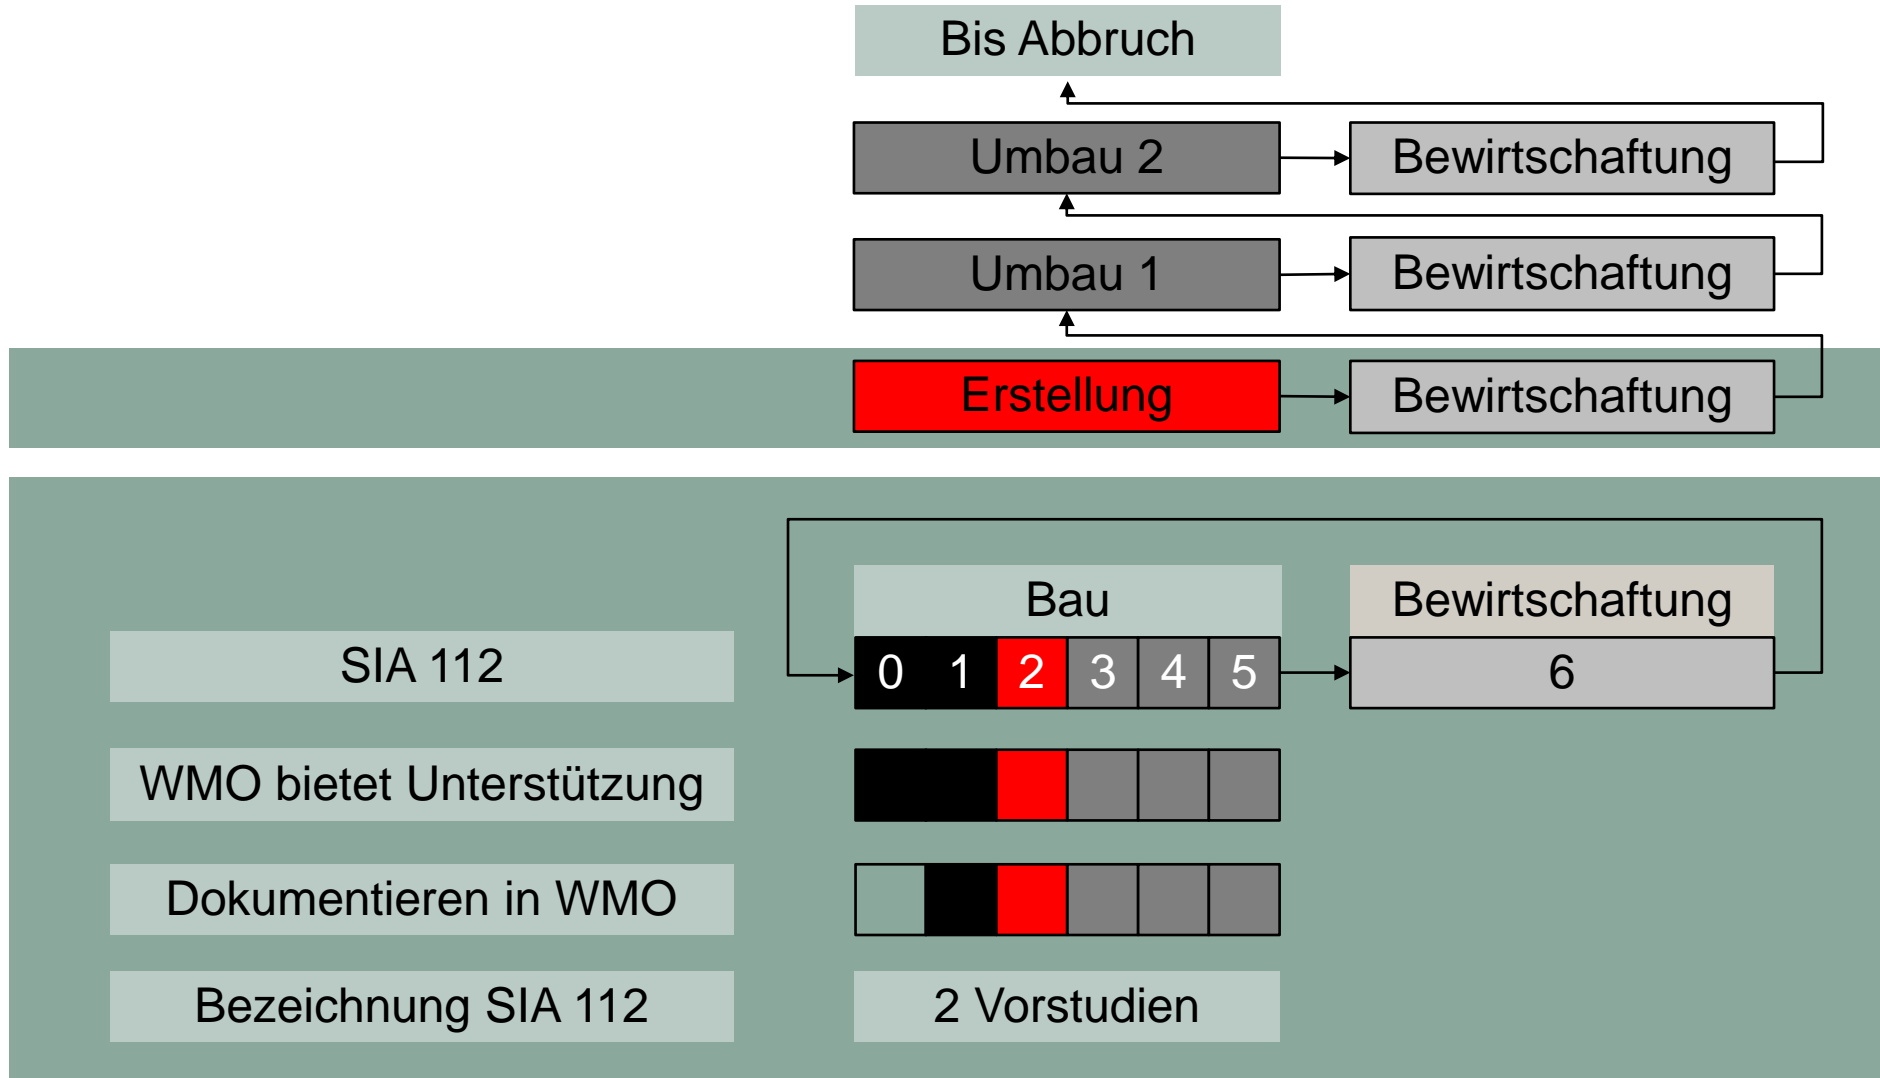 Bis Abbruch
Umbau 2 Bewirtschaftung
Umbau 1 Bewirtschaftung
Erstellung Bewirtschaftung
Bau Bewirtschaftung
SIA 112 0 1 2 3 4 5 6
WMO bietet Unterstützung
Dokumentieren in WMO
Bezeichnung SIA 112 2 Vorstudien